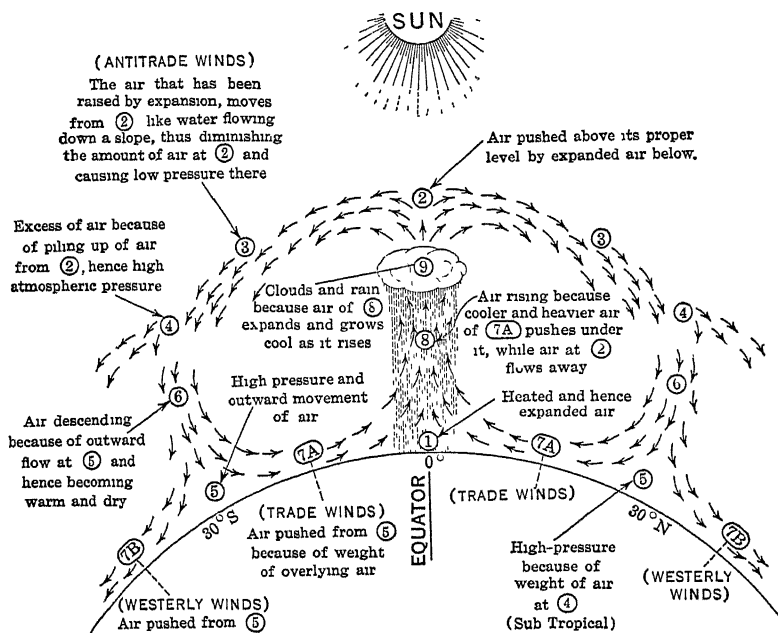 SUN
(ANTITRADE WINDS)
The air that has been
raised by expansion, moves
from ② like water flowing
down a slope, thus diminishing
the amount of air at ② and
causing low pressure there
Air pushed above its proper
level by expanded air below.
②
Excess of air because
of piling up of air
from ②, hence high
atmospheric pressure
③
③
⑨
Clouds and rain
because air of ⑧
expands and grows
cool as it rises
Air rising because
cooler and heavier air
of 7A pushes under
it, while air at ②
flows away
④
④
⑧
High pressure and
outward movement
of air
Heated and hence
expanded air
⑥
⑥
Air descending
because of outward
flow at ⑤ and
hence becoming
warm and dry
①
7A
7A
0°
EQUATOR
⑤
⑤
30°S
30°N
(TRADE WINDS)
Air pushed from ⑤
because of weight
of overlying air
(TRADE WINDS)
High-pressure
because of
weight of air
at ④
(Sub Tropical)
7B
7B
(WESTERLY WINDS)
Air pushed from ⑤
(WESTERLY
WINDS)